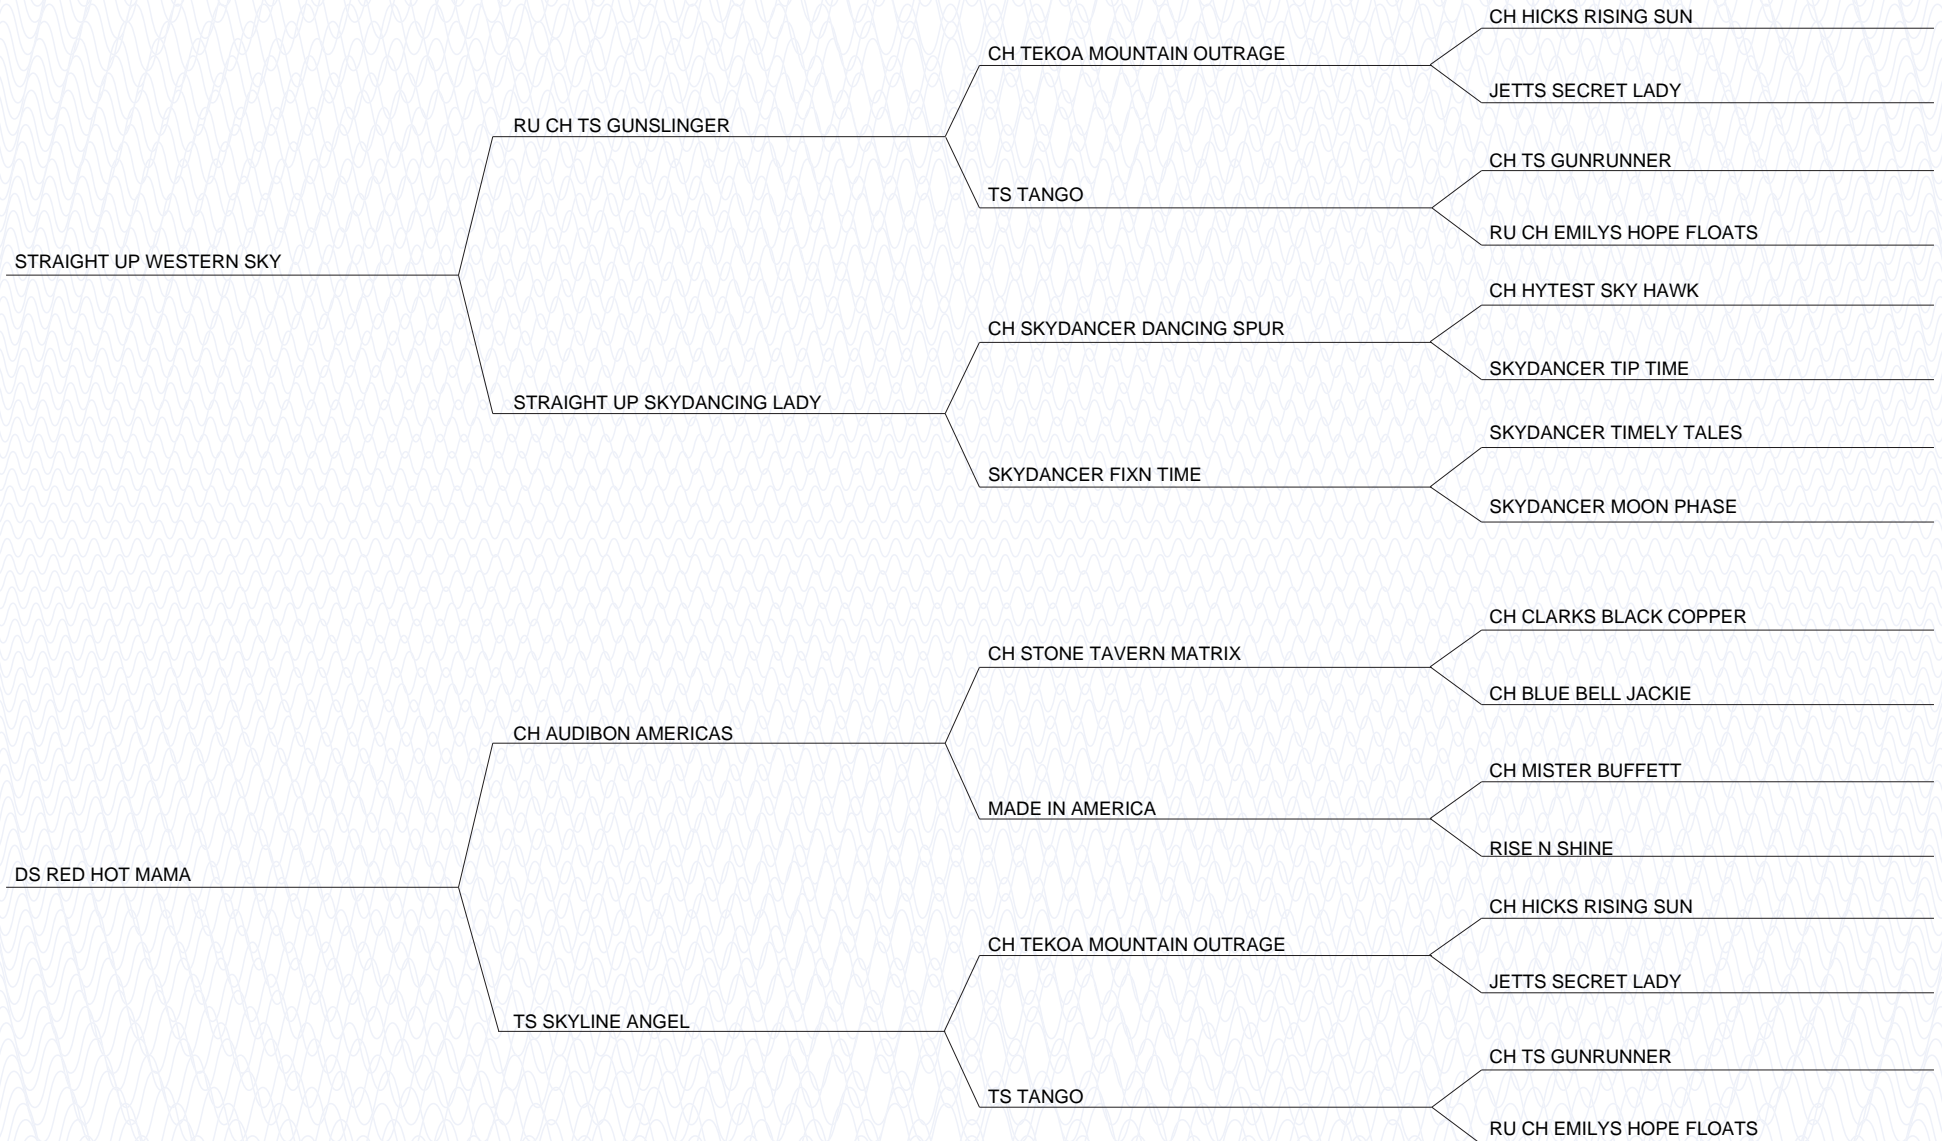 CH HICKS RISING SUN
CH TEKOA MOUNTAIN OUTRAGE
JETTS SECRET LADY
RU CH TS GUNSLINGER
CH TS GUNRUNNER
TS TANGO
RU CH EMILYS HOPE FLOATS
STRAIGHT UP WESTERN SKY
CH HYTEST SKY HAWK
CH SKYDANCER DANCING SPUR
SKYDANCER TIP TIME
STRAIGHT UP SKYDANCING LADY
SKYDANCER TIMELY TALES
SKYDANCER FIXN TIME
SKYDANCER MOON PHASE
CH CLARKS BLACK COPPER
CH STONE TAVERN MATRIX
CH BLUE BELL JACKIE
CH AUDIBON AMERICAS
CH MISTER BUFFETT
MADE IN AMERICA
RISE N SHINE
DS RED HOT MAMA
CH HICKS RISING SUN
CH TEKOA MOUNTAIN OUTRAGE
JETTS SECRET LADY
TS SKYLINE ANGEL
CH TS GUNRUNNER
TS TANGO
RU CH EMILYS HOPE FLOATS